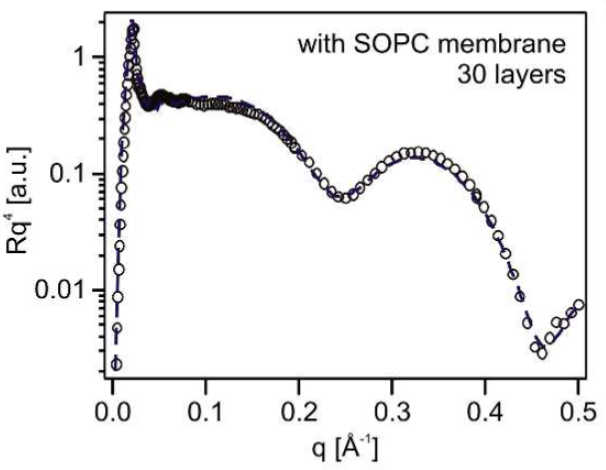 with SOPC membrane
30 layers
Rq⁴ [a.u.]
1
0.1
0.01
0.0 0.1 0.2 0.3 0.4 0.5
q [Å⁻¹]